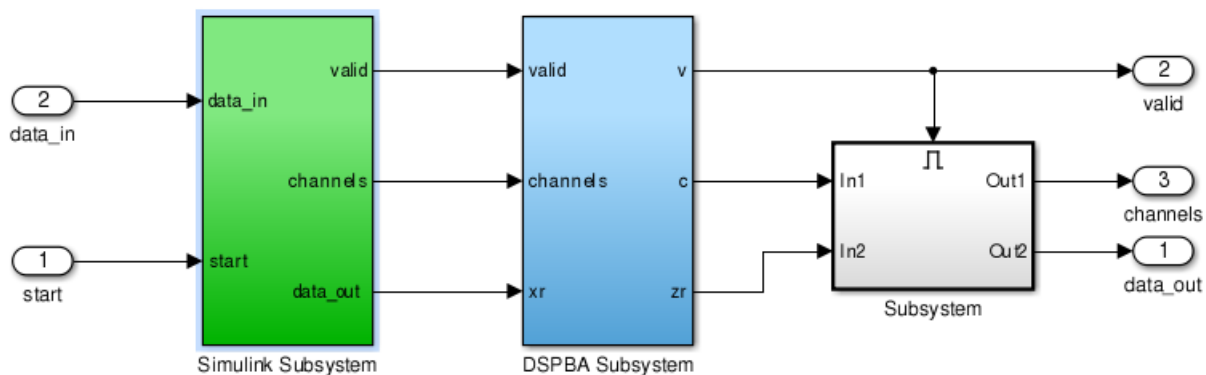 valid
valid
v
2
valid
2
data_in
data_in
channels
channels
c
In1
Out1
3
channels
1
start
start
data_out
xr
zr
In2
Out2
1
data_out
Subsystem
Simulink Subsystem
DSPBA Subsystem